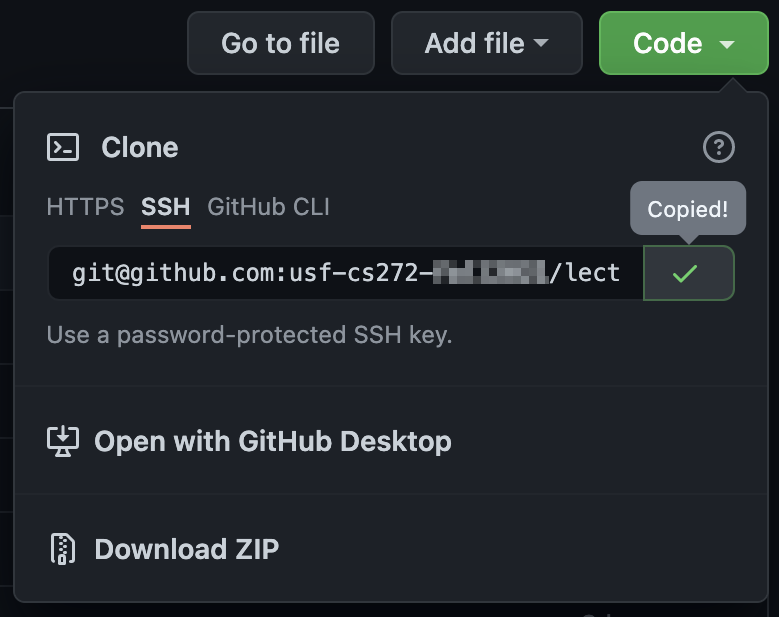 Go to file Add file Code
Clone
HTTPS SSH GitHub CLI
Copied!
git@github.com:usf-cs272- /lect
Use a password-protected SSH key.
Open with GitHub Desktop
Download ZIP